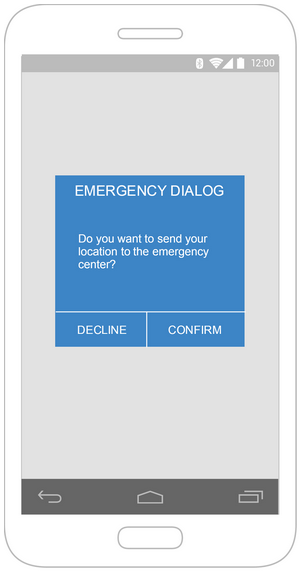 12:00
EMERGENCY DIALOG
Do you want to send your
location to the emergency
center?
DECLINE
CONFIRM